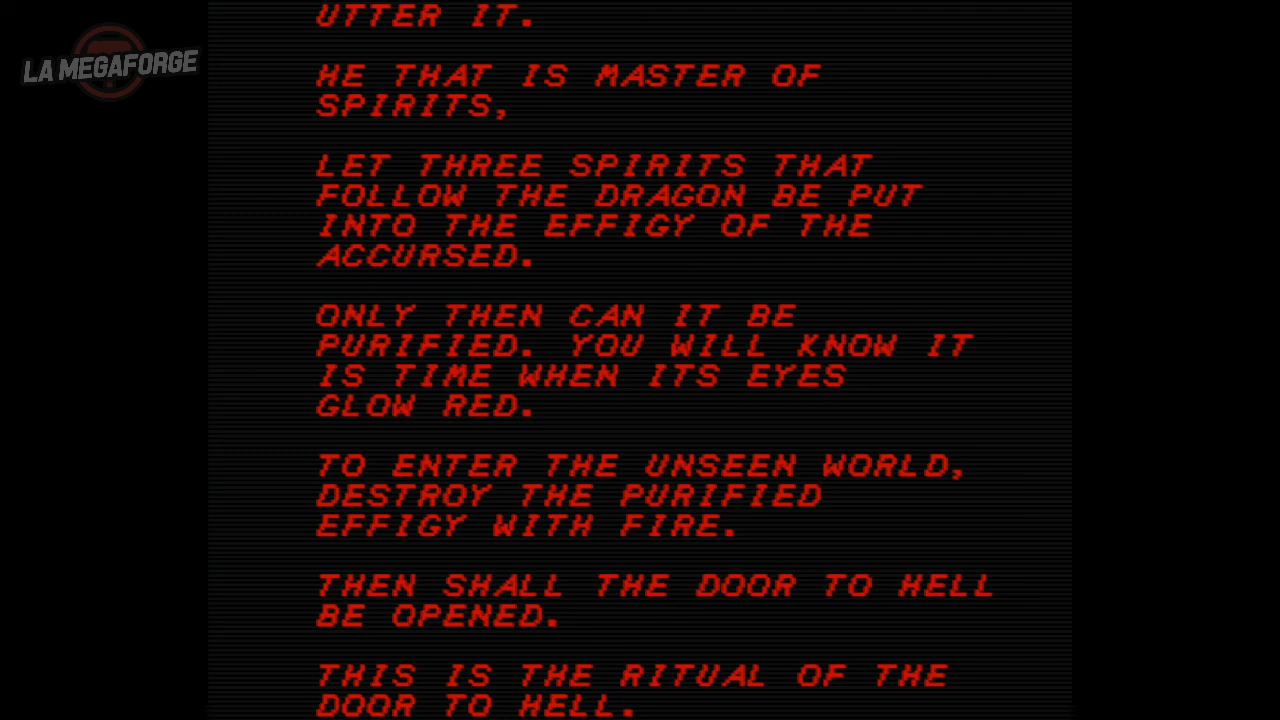 LA MEGAFORGE
UTTER IT.
HE THAT IS MASTER OF
SPIRITS,
LET THREE SPIRITS THAT
FOLLOW THE DRAGON BE PUT
INTO THE EFFIGY OF THE
ACCURSED.
ONLY THEN CAN IT BE
PURIFIED. YOU WILL KNOW IT
IS TIME WHEN ITS EYES
GLOW RED.
TO ENTER THE UNSEEN WORLD,
DESTROY THE PURIFIED
EFFIGY WITH FIRE.
THEN SHALL THE DOOR TO HELL
BE OPENED.
THIS IS THE RITUAL OF THE
DOOR TO HELL.